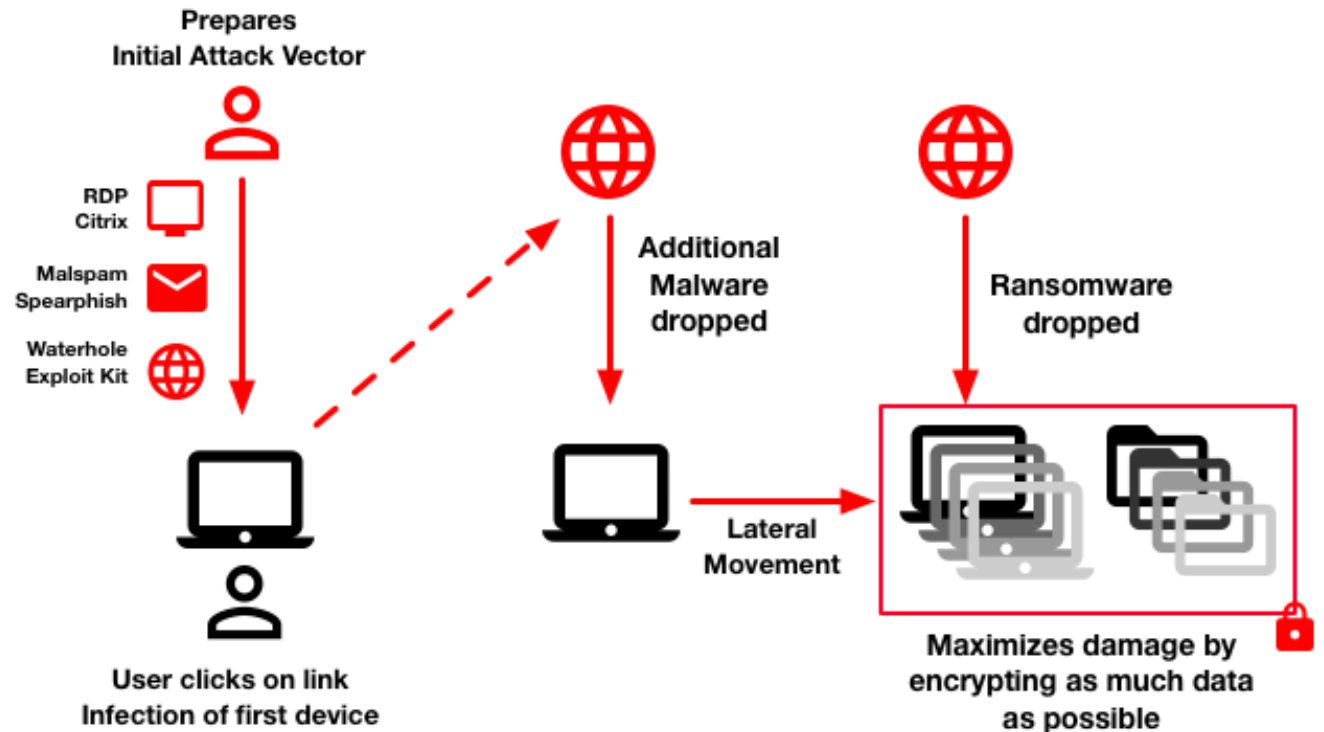 Prepares
Initial Attack Vector
RDP
Citrix
Malspam
Spearphish
Waterhole
Exploit Kit
User clicks on link
Infection of first device
Additional
Malware
dropped
Lateral
Movement
Ransomware
dropped
Maximizes damage by
encrypting as much data
as possible